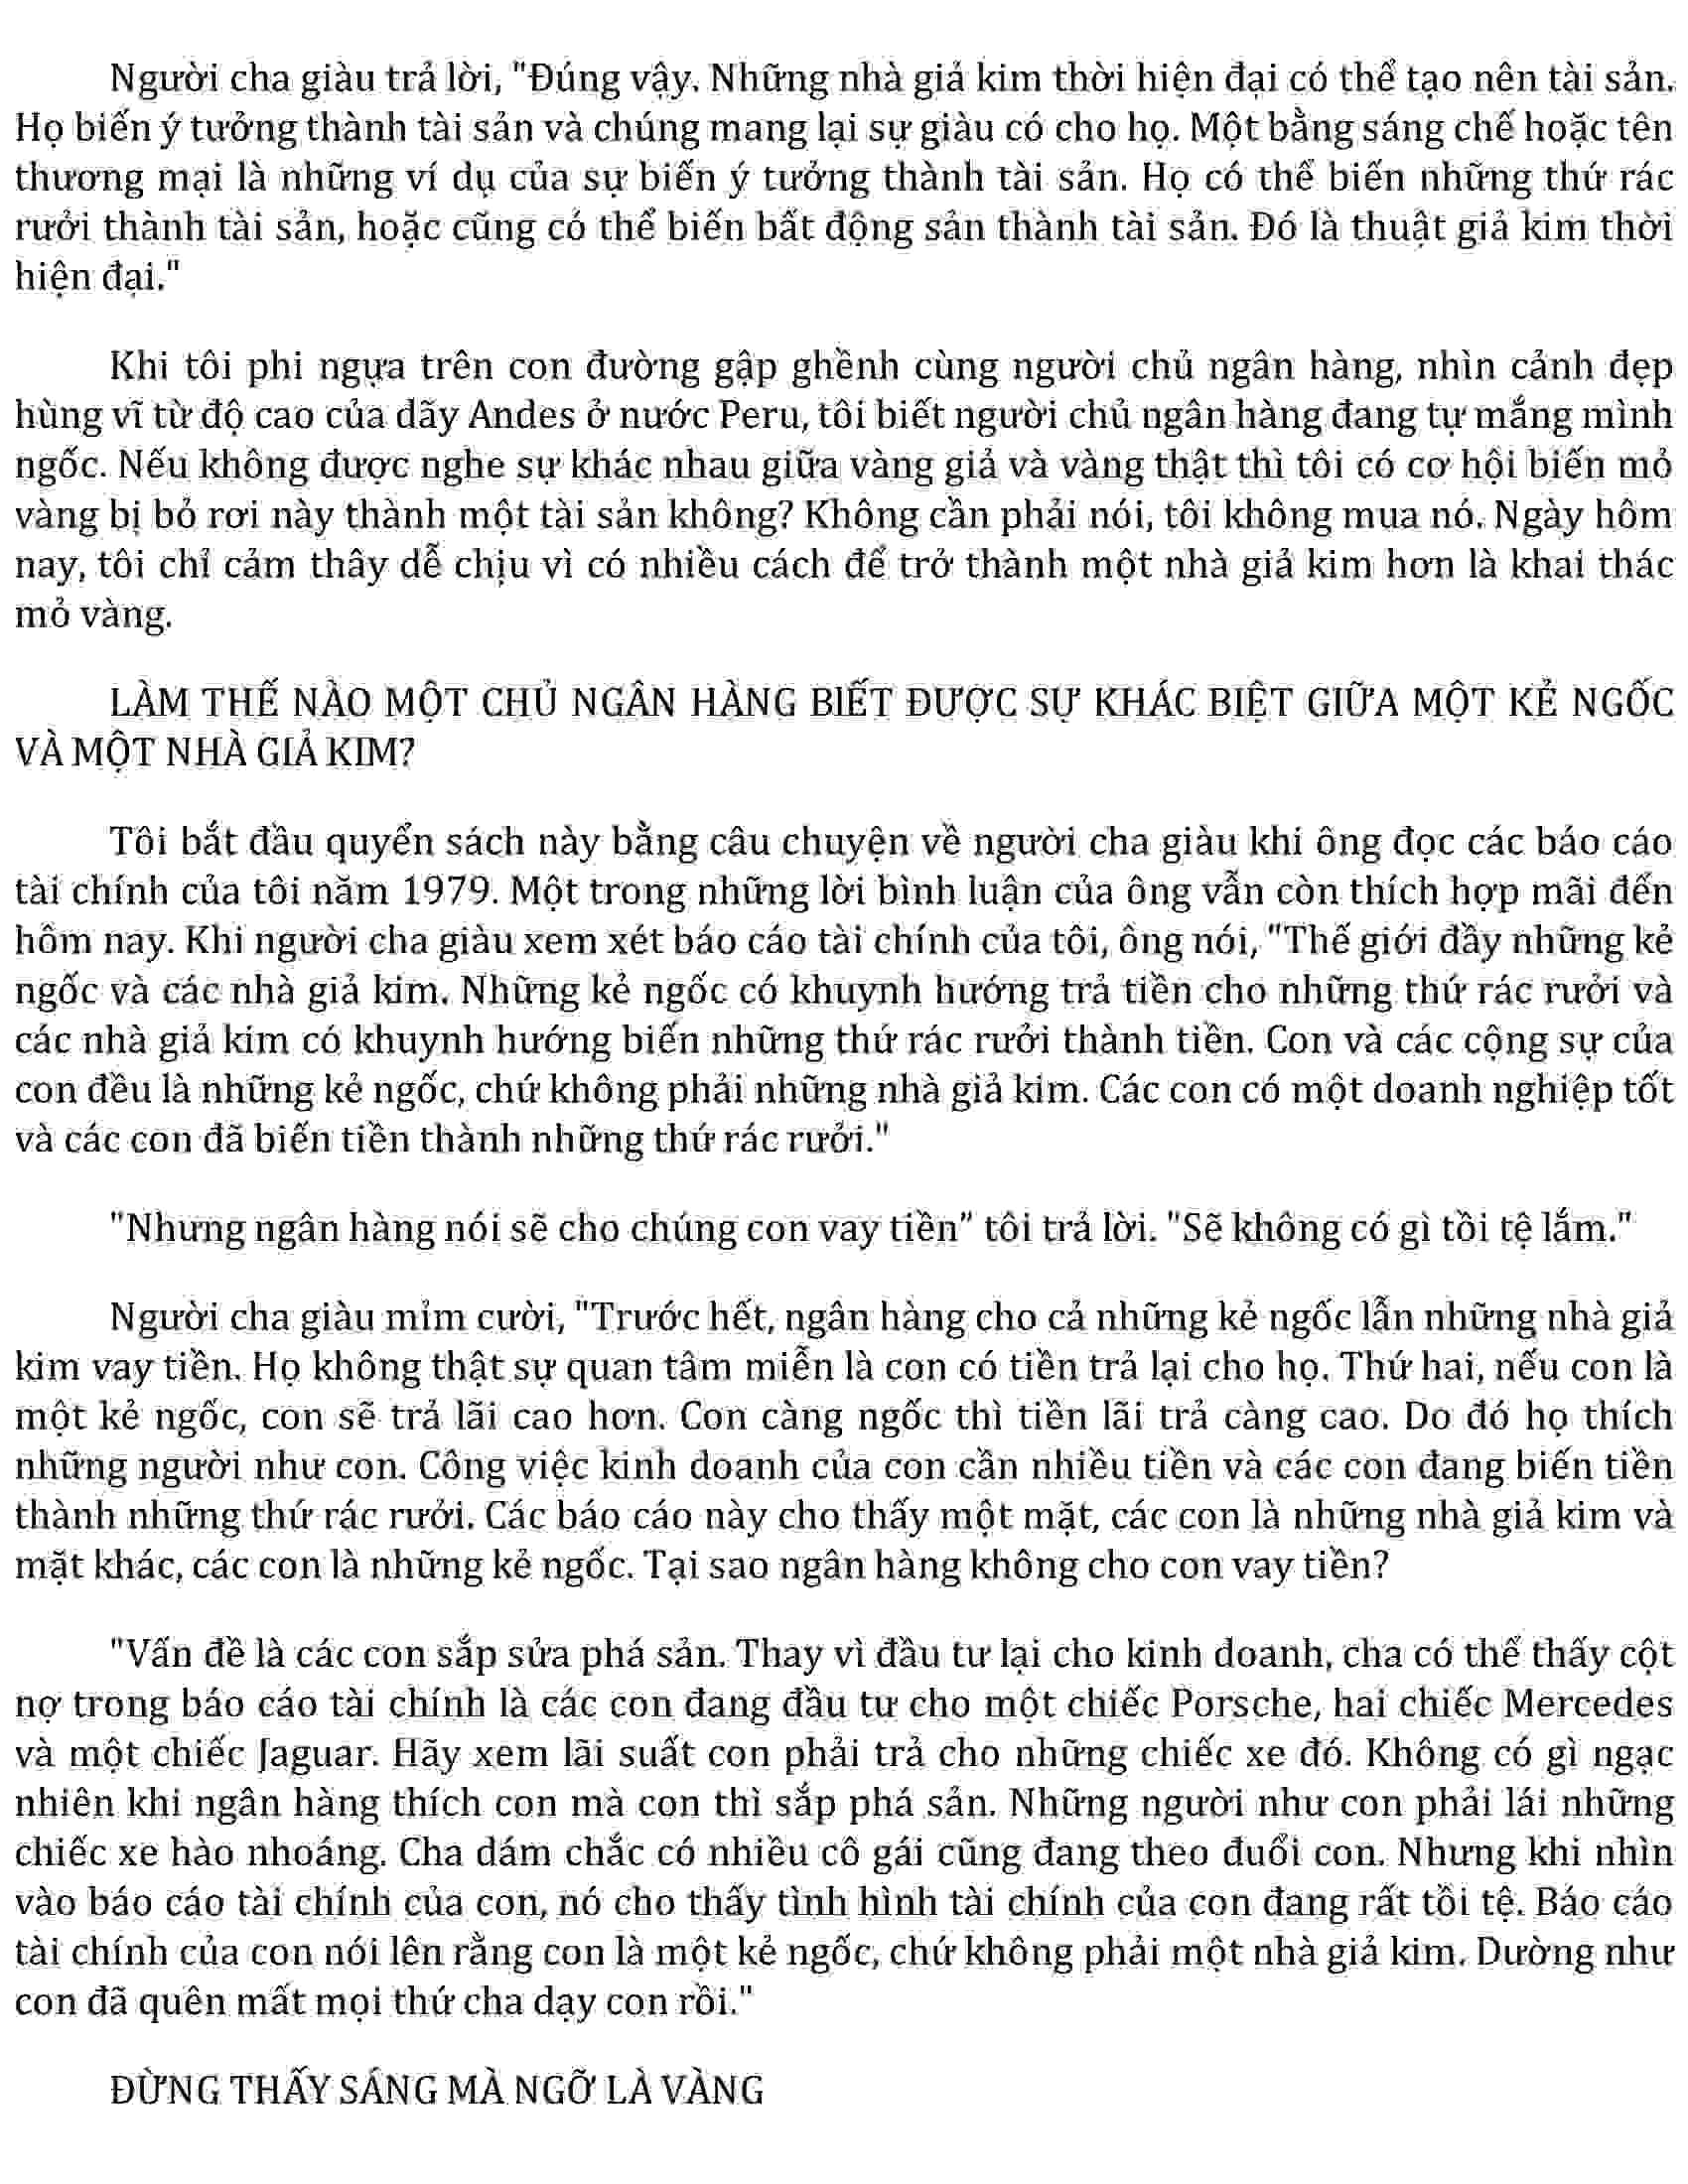 Người cha giàu trả lời, "Đúng vậy. Những nhà giả kim thời hiện đại có thể tạo nên tài sản.
Họ biến ý tưởng thành tài sản và chúng mang lại sự giàu có cho họ. Một bằng sáng chế hoặc tên
thương mại là những ví dụ của sự biến ý tưởng thành tài sản. Họ có thể biến những thứ rác
rưởi thành tài sản, hoặc cũng có thể biến bất động sản thành tài sản. Đó là thuật giả kim thời
hiện đại."
Khi tôi phi ngựa trên con đường gập ghềnh cùng người chủ ngân hàng, nhìn cảnh đẹp
hùng vĩ từ độ cao của dãy Andes ở nước Peru, tôi biết người chủ ngân hàng đang tự mắng mình
ngốc. Nếu không được nghe sự khác nhau giữa vàng giả và vàng thật thì tôi có cơ hội biến mỏ
vàng bị bỏ rơi này thành một tài sản không? Không cần phải nói, tôi không mua nó. Ngày hôm
nay, tôi chỉ cảm thây dễ chịu vì có nhiều cách để trở thành một nhà giả kim hơn là khai thác
mỏ vàng.
LÀM THẾ NÀO MỘT CHỦ NGÂN HÀNG BIẾT ĐƯỢC SỰ KHÁC BIỆT GIỮA MỘT KẺ NGỐC
VÀ MỘT NHÀ GIẢ KIM?
Tôi bắt đầu quyển sách này bằng câu chuyện về người cha giàu khi ông đọc các báo cáo
tài chính của tôi năm 1979. Một trong những lời bình luận của ông vẫn còn thích hợp mãi đến
hôm nay. Khi người cha giàu xem xét báo cáo tài chính của tôi, ông nói, "Thế giới đầy những kẻ
ngốc và các nhà giả kim. Những kẻ ngốc có khuynh hướng trả tiền cho những thứ rác rưởi và
các nhà giả kim có khuynh hướng biến những thứ rác rưởi thành tiền. Con và các cộng sự của
con đều là những kẻ ngốc, chứ không phải những nhà giả kim. Các con có một doanh nghiệp tốt
và các con đã biến tiền thành những thứ rác rưởi."
"Nhưng ngân hàng nói sẽ cho chúng con vay tiền” tôi trả lời. "Sẽ không có gì tồi tệ lắm."
Người cha giàu mỉm cười, "Trước hết, ngân hàng cho cả những kẻ ngốc lẫn những nhà giả
kim vay tiền. Họ không thật sự quan tâm miễn là con có tiền trả lại cho họ. Thứ hai, nếu con là
một kẻ ngốc, con sẽ trả lãi cao hơn. Con càng ngốc thì tiền lãi trả càng cao. Do đó họ thích
những người như con. Công việc kinh doanh của con cần nhiều tiền và các con đang biến tiền
thành những thứ rác rưởi. Các báo cáo này cho thấy một mặt, các con là những nhà giả kim và
mặt khác, các con là những kẻ ngốc. Tại sao ngân hàng không cho con vay tiền?
"Vấn đề là các con sắp sửa phá sản. Thay vì đầu tư lại cho kinh doanh, cha có thể thấy cột
nợ trong báo cáo tài chính là các con đang đầu tư cho một chiếc Porsche, hai chiếc Mercedes
và một chiếc Jaguar. Hãy xem lãi suất con phải trả cho những chiếc xe đó. Không có gì ngạc
nhiên khi ngân hàng thích con mà con thì sắp phá sản. Những người như con phải lái những
chiếc xe hào nhoáng. Cha dám chắc có nhiều cô gái cũng đang theo đuổi con. Nhưng khi nhìn
vào báo cáo tài chính của con, nó cho thấy tình hình tài chính của con đang rất tồi tệ. Báo cáo
tài chính của con nói lên rằng con là một kẻ ngốc, chứ không phải một nhà giả kim. Dường như
con đã quên mất mọi thứ cha dạy con rồi."
ĐỪNG THẤY SÁNG MÀ NGỠ LÀ VÀNG